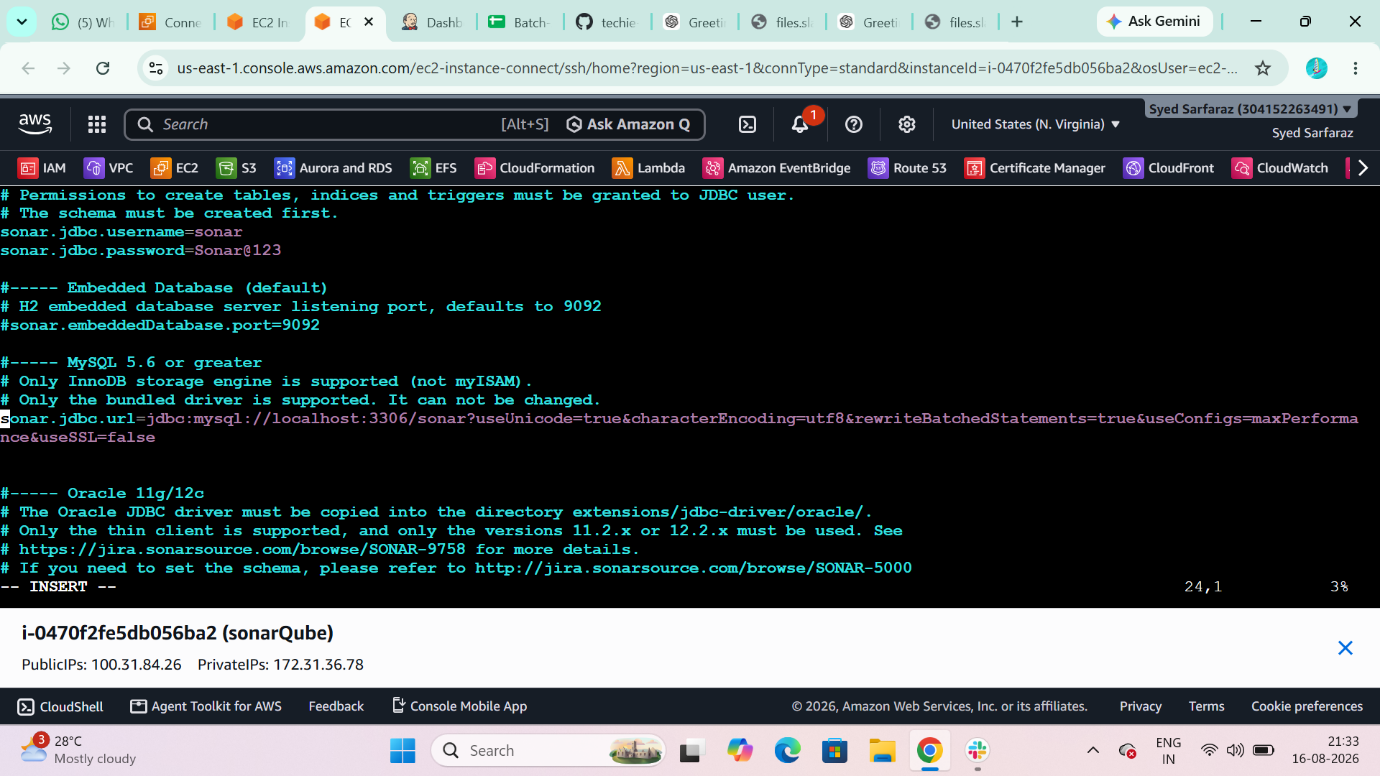 (5) Wh
Conne
EC2 In
EC
Dashb
Batch-
techie
Greeti
files.sl
Greeti
files.sl
Ask Gemini
us-east-1.console.aws.amazon.com/ec2-instance-connect/ssh/home?region=us-east-1&connType=standard&instanceId=i-0470f2fe5db056ba2&osUser=ec2-...
aws
Search
[Alt+S]
Ask Amazon Q
1
United States (N. Virginia)
Syed Sarfaraz (304152263491)
Syed Sarfaraz
IAM
VPC
EC2
S3
Aurora and RDS
EFS
CloudFormation
Lambda
Amazon EventBridge
Route 53
Certificate Manager
CloudFront
CloudWatch
# Permissions to create tables, indices and triggers must be granted to JDBC user.
# The schema must be created first.
sonar.jdbc.username=sonar
sonar.jdbc.password=Sonar@123
#----- Embedded Database (default)
# H2 embedded database server listening port, defaults to 9092
#sonar.embeddedDatabase.port=9092
#----- MySQL 5.6 or greater
# Only InnoDB storage engine is supported (not myISAM).
# Only the bundled driver is supported. It can not be changed.
sonar.jdbc.url=jdbc:mysql://localhost:3306/sonar?useUnicode=true&characterEncoding=utf8&rewriteBatchedStatements=true&useConfigs=maxPerforma
nce&useSSL=false
#----- Oracle 11g/12c
# The Oracle JDBC driver must be copied into the directory extensions/jdbc-driver/oracle/.
# Only the thin client is supported, and only the versions 11.2.x or 12.2.x must be used. See
# https://jira.sonarsource.com/browse/SONAR-9758 for more details.
# If you need to set the schema, please refer to http://jira.sonarsource.com/browse/SONAR-5000
-- INSERT -- 24,1 3%
i-0470f2fe5db056ba2 (sonarQube)
PublicIPs: 100.31.84.26 PrivateIPs: 172.31.36.78
CloudShell
Agent Toolkit for AWS
Feedback
Console Mobile App
© 2026, Amazon Web Services, Inc. or its affiliates.
Privacy
Terms
Cookie preferences
3
28°C
Mostly cloudy
Search
ENG
IN
21:33
16-08-2026